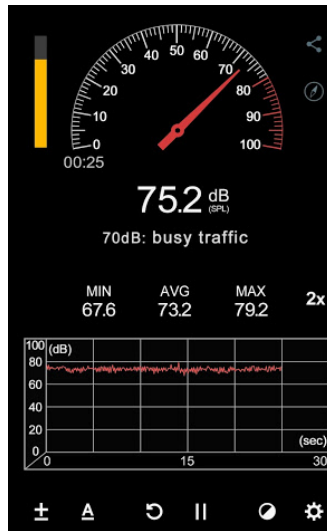 0
10
20
30
40
50
60
70
80
90
100
00:25
75.2 dB
(SPL)
70dB: busy traffic
MIN AVG MAX
67.6 73.2 79.2
2x
100 (dB)
80
60
40
20
0
(sec)
0 15 30
± A